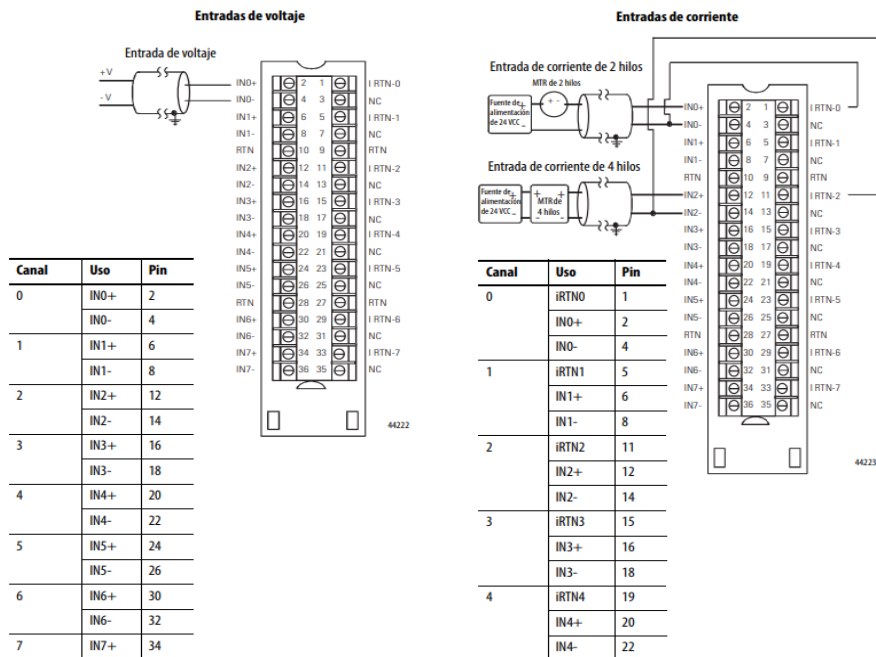 Entradas de voltaje
Entrada de voltaje
+V
- V
IN0+ 2 1 I RTN-0
IN0- 4 3 NC
IN1+ 6 5 I RTN-1
IN1- 8 7 NC
RTN 10 9 RTN
IN2+ 12 11 I RTN-2
IN2- 14 13 NC
IN3+ 16 15 I RTN-3
IN3- 18 17 NC
IN4+ 20 19 I RTN-4
IN4- 22 21 NC
IN5+ 24 23 I RTN-5
IN5- 26 25 NC
RTN 28 27 RTN
IN6+ 30 29 I RTN-6
IN6- 32 31 NC
IN7+ 34 33 I RTN-7
IN7- 36 35 NC
44222
Canal Uso Pin
0 IN0+ 2
IN0- 4
1 IN1+ 6
IN1- 8
2 IN2+ 12
IN2- 14
3 IN3+ 16
IN3- 18
4 IN4+ 20
IN4- 22
5 IN5+ 24
IN5- 26
6 IN6+ 30
IN6- 32
7 IN7+ 34
Entradas de corriente
Entrada de corriente de 2 hilos
MTR de 2 hilos
+ -
Fuente de +
alimentación
de 24 VCC -
Entrada de corriente de 4 hilos
Fuente de +
alimentación
de 24 VCC -
+ +
MTR de
4 hilos
- -
IN0+ 2 1 I RTN-0
IN0- 4 3 NC
IN1+ 6 5 I RTN-1
IN1- 8 7 NC
RTN 10 9 RTN
IN2+ 12 11 I RTN-2
IN2- 14 13 NC
IN3+ 16 15 I RTN-3
IN3- 18 17 NC
IN4+ 20 19 I RTN-4
IN4- 22 21 NC
IN5+ 24 23 I RTN-5
IN5- 26 25 NC
RTN 28 27 RTN
IN6+ 30 29 I RTN-6
IN6- 32 31 NC
IN7+ 34 33 I RTN-7
IN7- 36 35 NC
44223
Canal Uso Pin
0 iRTN0 1
IN0+ 2
IN0- 4
1 iRTN1 5
IN1+ 6
IN1- 8
2 iRTN2 11
IN2+ 12
IN2- 14
3 iRTN3 15
IN3+ 16
IN3- 18
4 iRTN4 19
IN4+ 20
IN4- 22